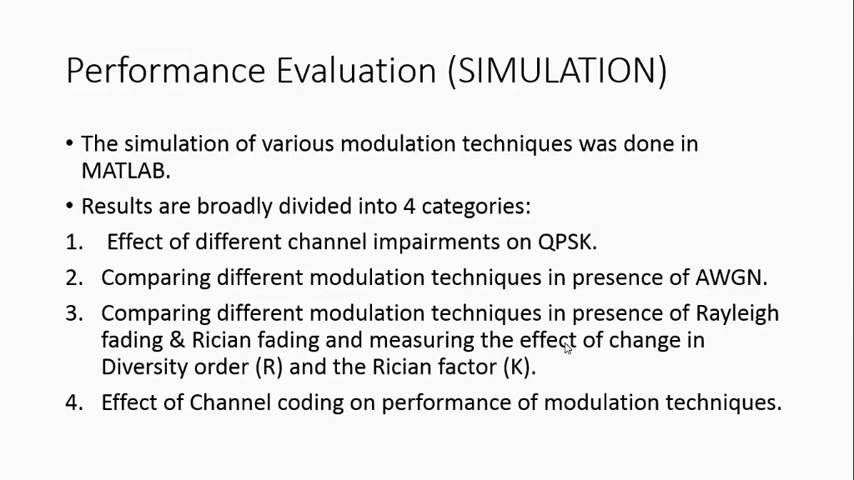 Performance Evaluation (SIMULATION)
• The simulation of various modulation techniques was done in
MATLAB.
• Results are broadly divided into 4 categories:
1. Effect of different channel impairments on QPSK.
2. Comparing different modulation techniques in presence of AWGN.
3. Comparing different modulation techniques in presence of Rayleigh
fading & Rician fading and measuring the effect of change in
Diversity order (R) and the Rician factor (K).
4. Effect of Channel coding on performance of modulation techniques.